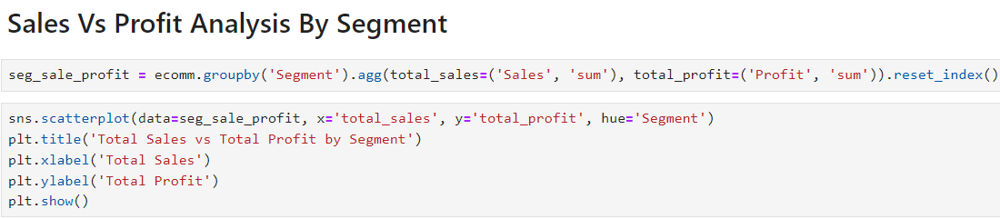 Sales Vs Profit Analysis By Segment
seg_sale_profit = ecomm.groupby('Segment').agg(total_sales=('Sales', 'sum'), total_profit=('Profit', 'sum')).reset_index()
sns.scatterplot(data=seg_sale_profit, x='total_sales', y='total_profit', hue='Segment')
plt.title('Total Sales vs Total Profit by Segment')
plt.xlabel('Total Sales')
plt.ylabel('Total Profit')
plt.show()